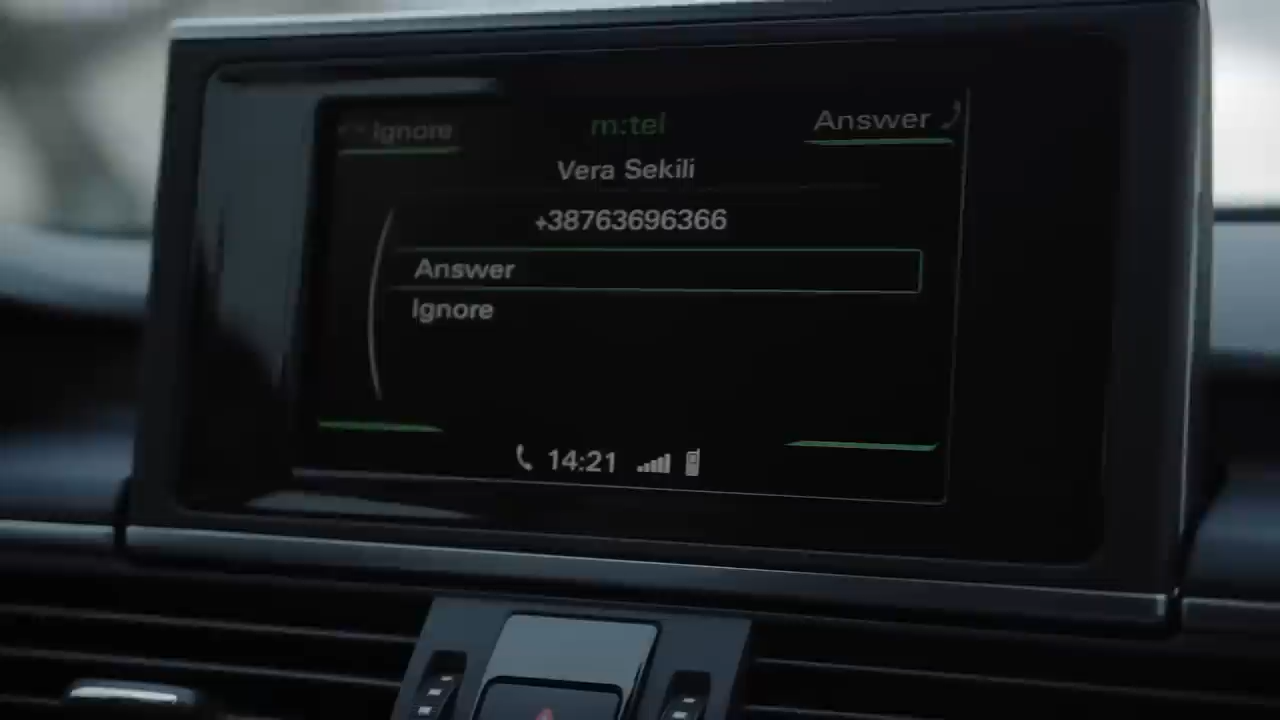 Ignore
m:tel
Answer
Vera Sekili
+38763696366
Answer
Ignore
14:21